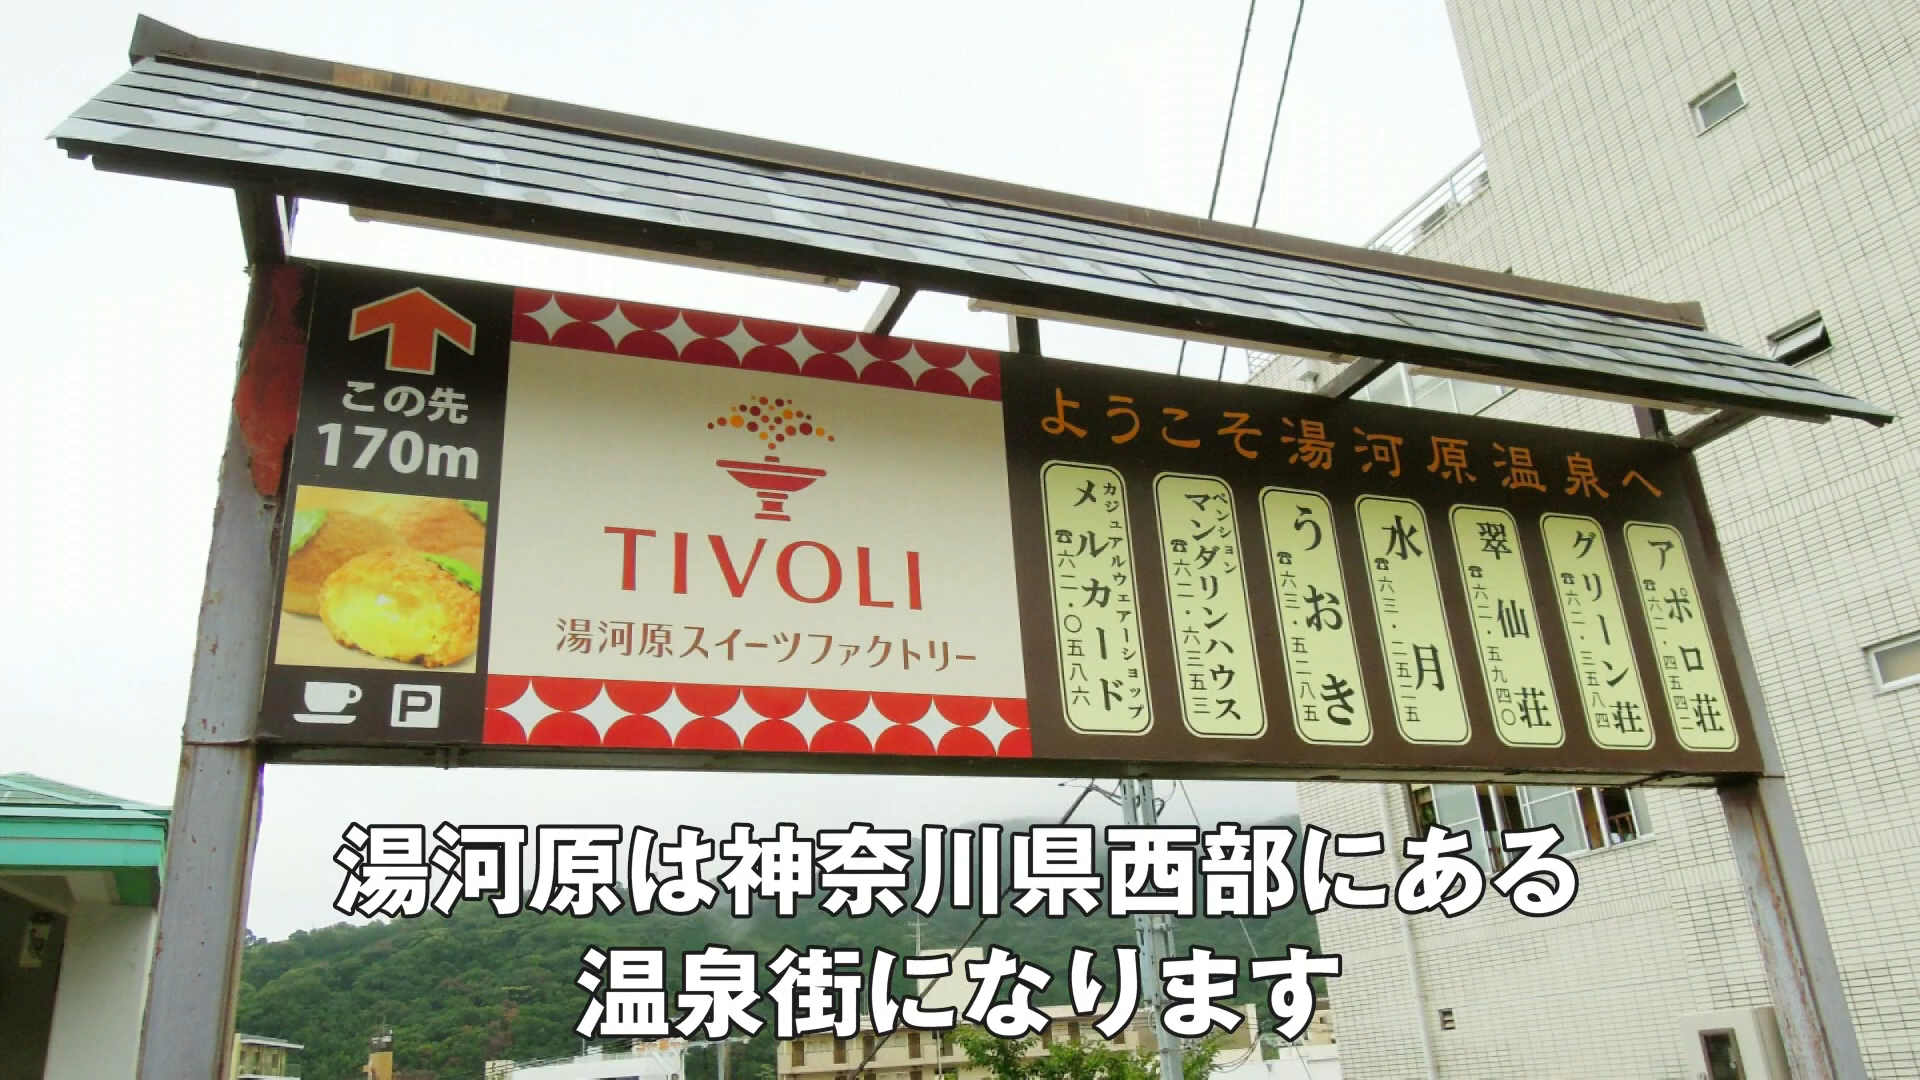 この先
170m
P
TIVOLI
湯河原スイーツファクトリー
ようこそ湯河原温泉へ
カジュアルウェアーショップ
メルカード
☎六二・〇五八六
ペンション
マンダリンハウス
☎六二・六三五三
うおき
☎六三・五二八五
水月
☎六三・二五二五
翠仙荘
☎六二・五九四〇
グリーン荘
☎六二・三五八四
アポロ荘
☎六二・四五四二
湯河原は神奈川県西部にある
温泉街になります